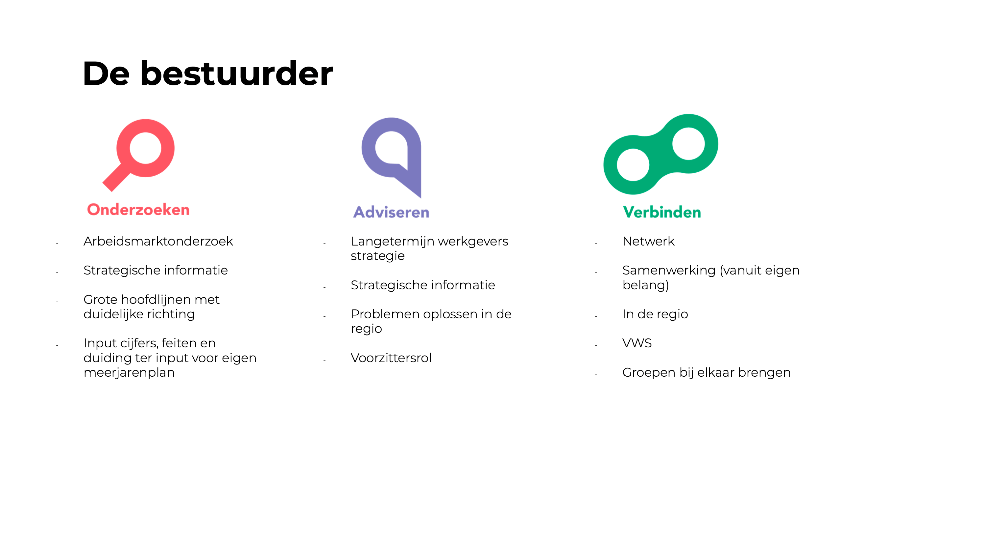 De bestuurder
Onderzoeken
- Arbeidsmarktonderzoek
- Strategische informatie
- Grote hoofdlijnen met
duidelijke richting
- Input cijfers, feiten en
duiding ter input voor eigen
meerjarenplan
Adviseren
- Langetermijn werkgevers
strategie
- Strategische informatie
- Problemen oplossen in de
regio
- Voorzittersrol
Verbinden
- Netwerk
- Samenwerking (vanuit eigen
belang)
- In de regio
- VWS
- Groepen bij elkaar brengen